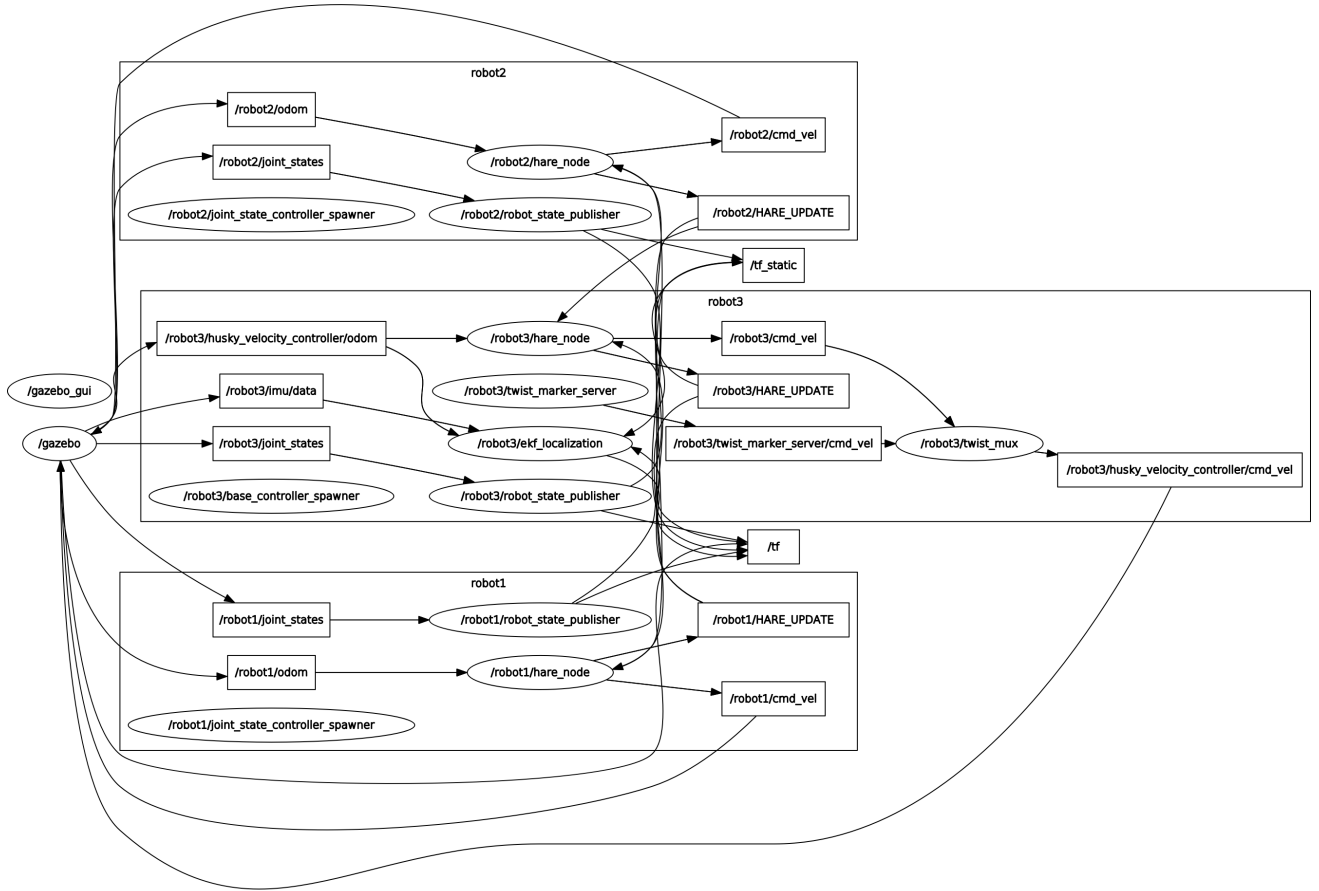 robot2
/robot2/odom
/robot2/cmd_vel
/robot2/joint_states
/robot2/hare_node
/robot2/joint_state_controller_spawner
/robot2/robot_state_publisher
/robot2/HARE_UPDATE
/tf_static
robot3
/robot3/husky_velocity_controller/odom
/robot3/hare_node
/robot3/cmd_vel
/gazebo_gui
/robot3/imu/data
/robot3/twist_marker_server
/robot3/HARE_UPDATE
/gazebo
/robot3/joint_states
/robot3/ekf_localization
/robot3/twist_marker_server/cmd_vel
/robot3/twist_mux
/robot3/husky_velocity_controller/cmd_vel
/robot3/base_controller_spawner
/robot3/robot_state_publisher
/tf
robot1
/robot1/joint_states
/robot1/robot_state_publisher
/robot1/HARE_UPDATE
/robot1/odom
/robot1/hare_node
/robot1/cmd_vel
/robot1/joint_state_controller_spawner